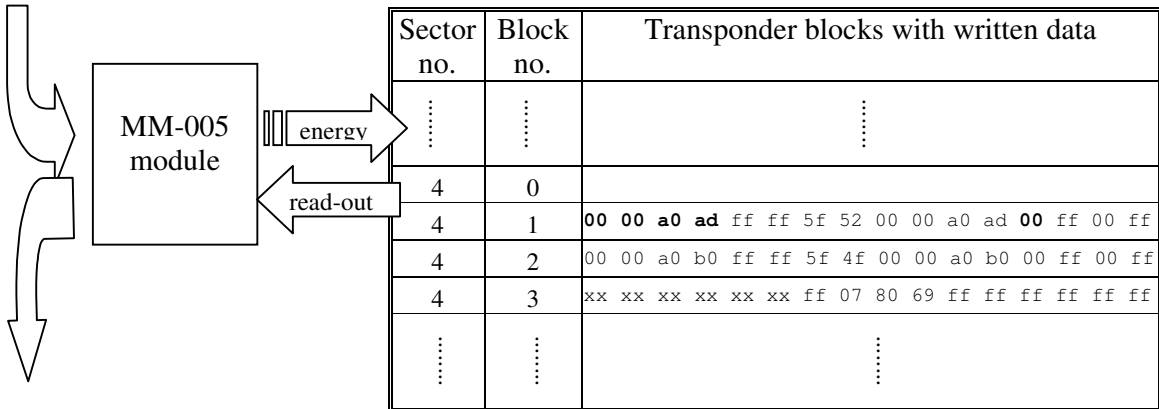 Sector no. Block no. Transponder blocks with written data
MM-005 module
energy
read-out
4 0
4 1 00 00 a0 ad ff ff 5f 52 00 00 a0 ad 00 ff 00 ff
4 2 00 00 a0 b0 ff ff 5f 4f 00 00 a0 b0 00 ff 00 ff
4 3 xx xx xx xx xx xx ff 07 80 69 ff ff ff ff ff ff